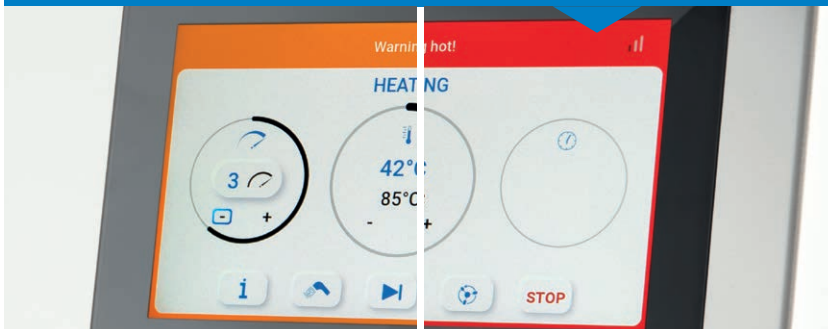 Warning hot!
HEATING
3
42°C
85°C
- +
- +
i
STOP